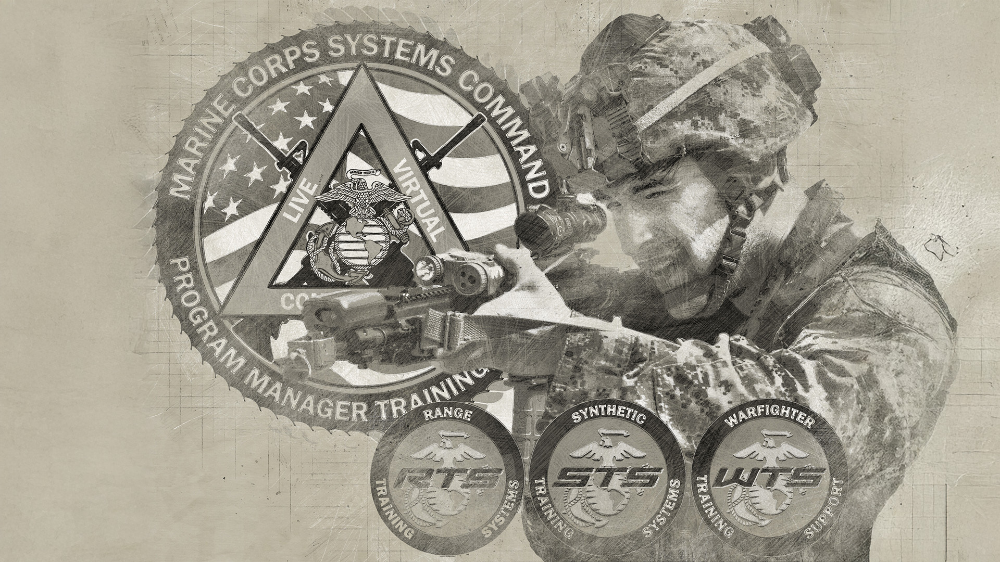 MARINE CORPS SYSTEMS COMMAND
SEMPER FIDELIS
LIVE
VIRTUAL
PROGRAM MANAGER TRAINING
RANGE
RTS
TRAINING
SYSTEMS
SYNTHETIC
STS
TRAINING
SYSTEMS
WARFIGHTER
WTS
TRAINING
SUPPORT